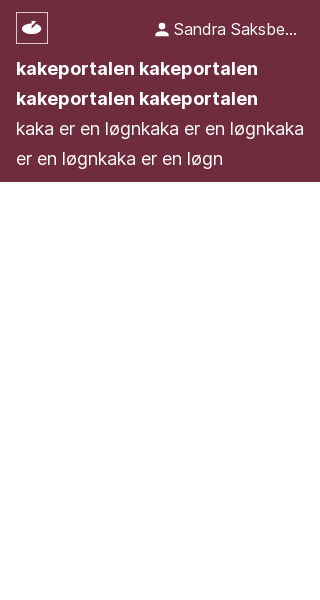 Sandra Saksbe...
kakeportalen kakeportalen
kakeportalen kakeportalen
kaka er en løgnkaka er en løgnkaka
er en løgnkaka er en løgn